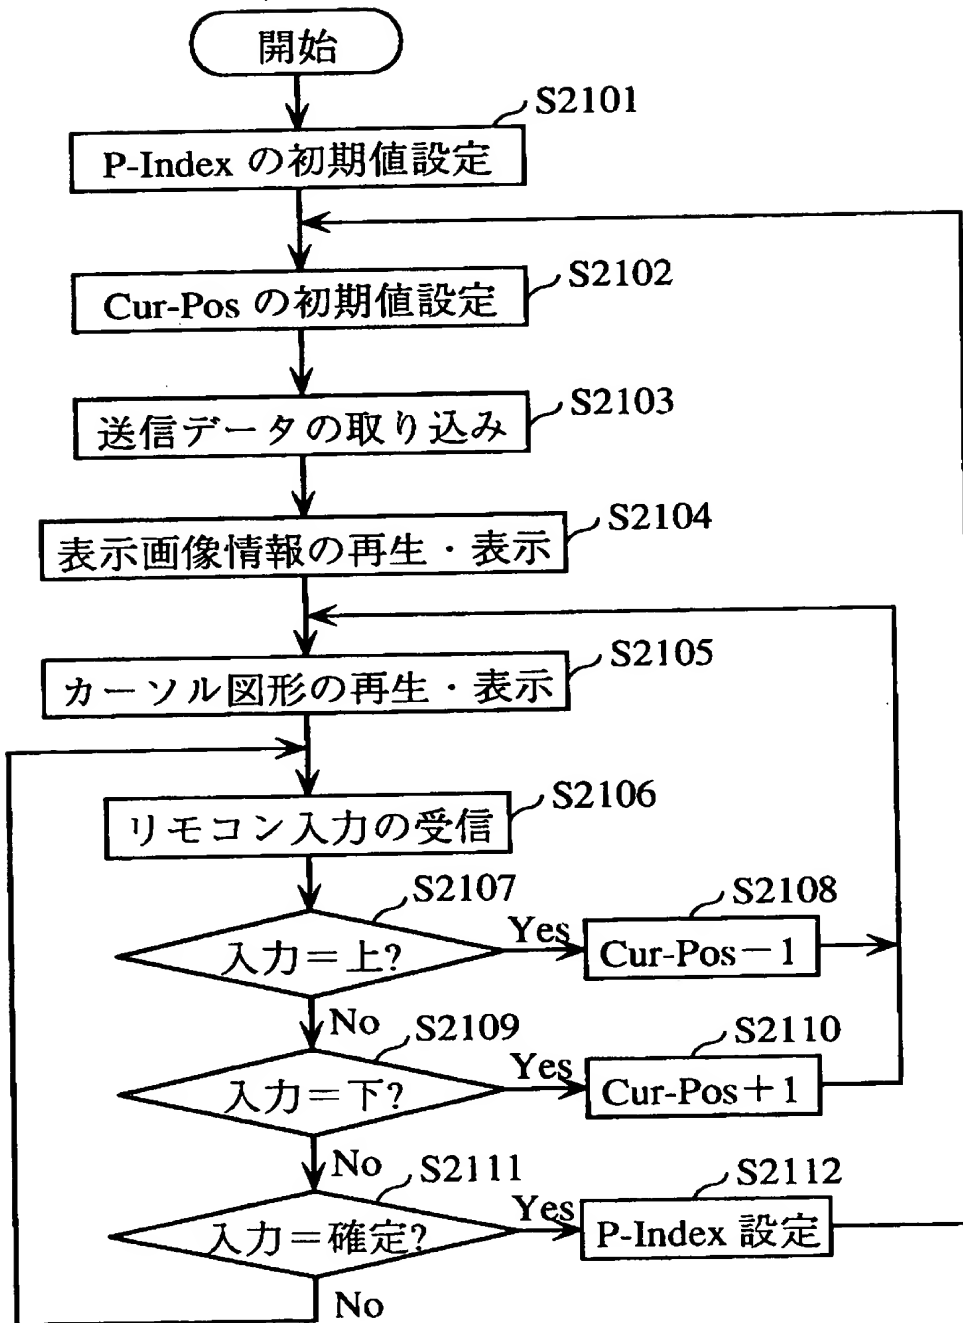 開始
S2101
P-Index の初期値設定
S2102
Cur-Pos の初期値設定
S2103
送信データの取り込み
S2104
表示画像情報の再生・表示
S2105
カーソル図形の再生・表示
S2106
リモコン入力の受信
S2107
入力＝上?
Yes
S2108
Cur-Pos－1
No
S2109
入力＝下?
Yes
S2110
Cur-Pos＋1
No
S2111
入力＝確定?
Yes
S2112
P-Index 設定
No